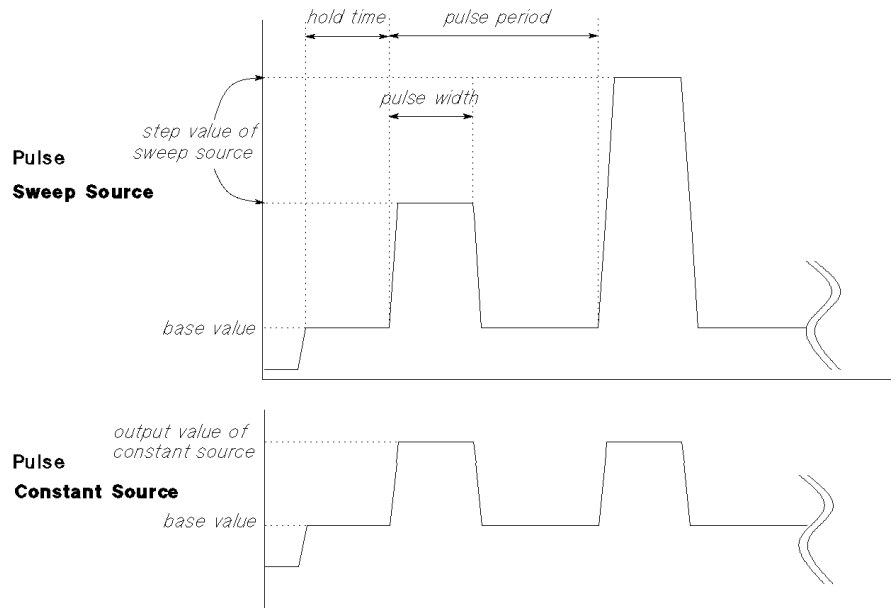 hold time
pulse period
pulse width
step value of
sweep source
Pulse
Sweep Source
base value
output value of
constant source
Pulse
Constant Source
base value